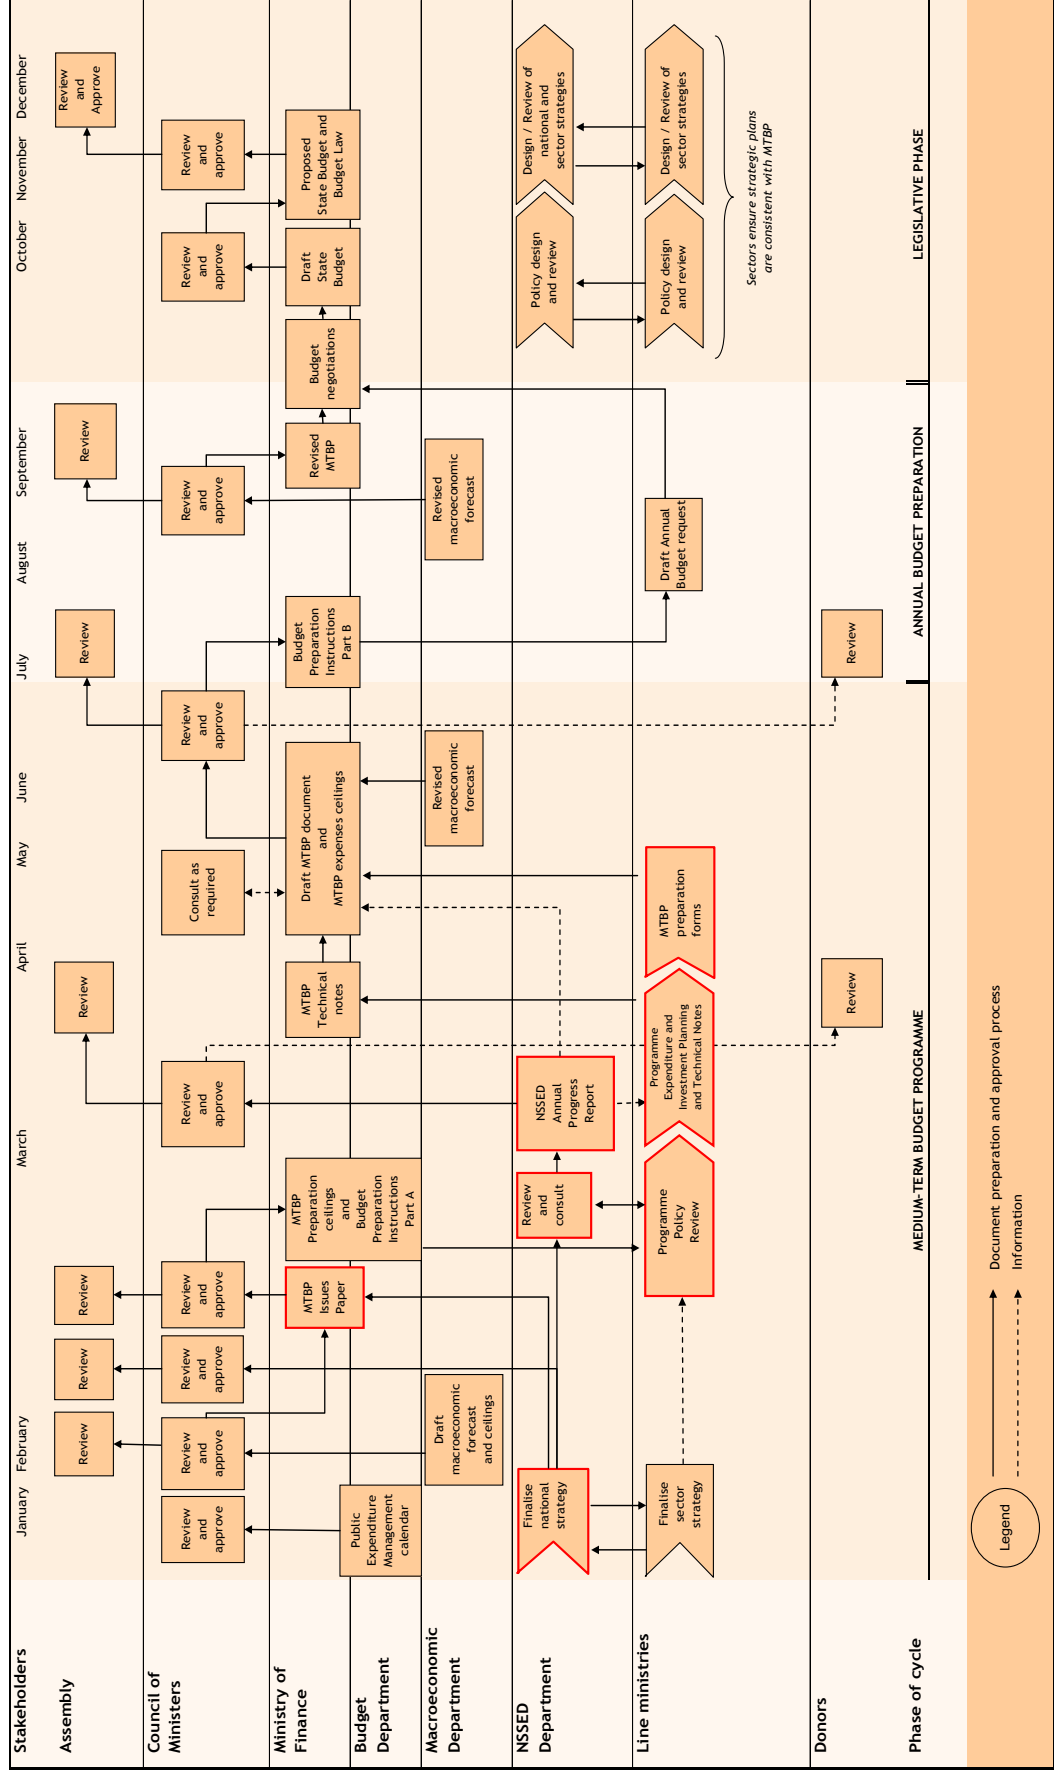 Stakeholders
January
February
March
April
May
June
July
August
September
October
November
December
Assembly
Review
Review
Review
Review
Review
Review
Review
and
Approve
Council of
Ministers
Review
and
approve
Review
and
approve
Review
and
approve
Review
and
approve
Review
and
approve
Consult as
required
Review
and
approve
Review
and
approve
Review
and
approve
Review
and
approve
Ministry of
Finance
MTBP
Issues
Paper
MTBP
Preparation
ceilings
and
Budget
Preparation
Instructions
Part A
MTBP
Technical
notes
Draft MTBP document
and
MTBP expenses ceilings
Budget
Preparation
Instructions
Part B
Revised
MTBP
Budget
negotiations
Draft
State
Budget
Proposed
State Budget and
Budget Law
Budget
Department
Public
Expenditure
Management
calendar
Macroeconomic
Department
Draft
macroeconomic
forecast
and ceilings
Revised
macroeconomic
forecast
Revised
macroeconomic
forecast
NSSED
Department
Finalise
national
strategy
Review
and
consult
NSSED
Annual
Progress
Report
Policy design
and review
Design / Review of
national and
sector strategies
Line ministries
Finalise
sector
strategy
Programme
Policy
Review
Programme
Expenditure and
Investment Planning
and Technical Notes
MTBP
preparation
forms
Draft Annual
Budget request
Policy design
and review
Design / Review of
sector strategies
Sectors ensure strategic plans
are consistent with MTBP
Donors
Review
Review
Phase of cycle
MEDIUM-TERM BUDGET PROGRAMME
ANNUAL BUDGET PREPARATION
LEGISLATIVE PHASE
Legend
Document preparation and approval process
Information